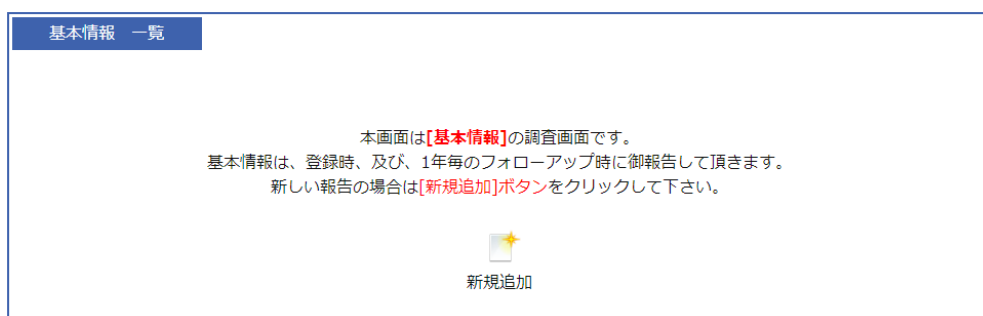 基本情報　一覧
本画面は[基本情報]の調査画面です。
基本情報は、登録時、及び、1年毎のフォローアップ時に御報告して頂きます。
新しい報告の場合は[新規追加]ボタンをクリックして下さい。
新規追加